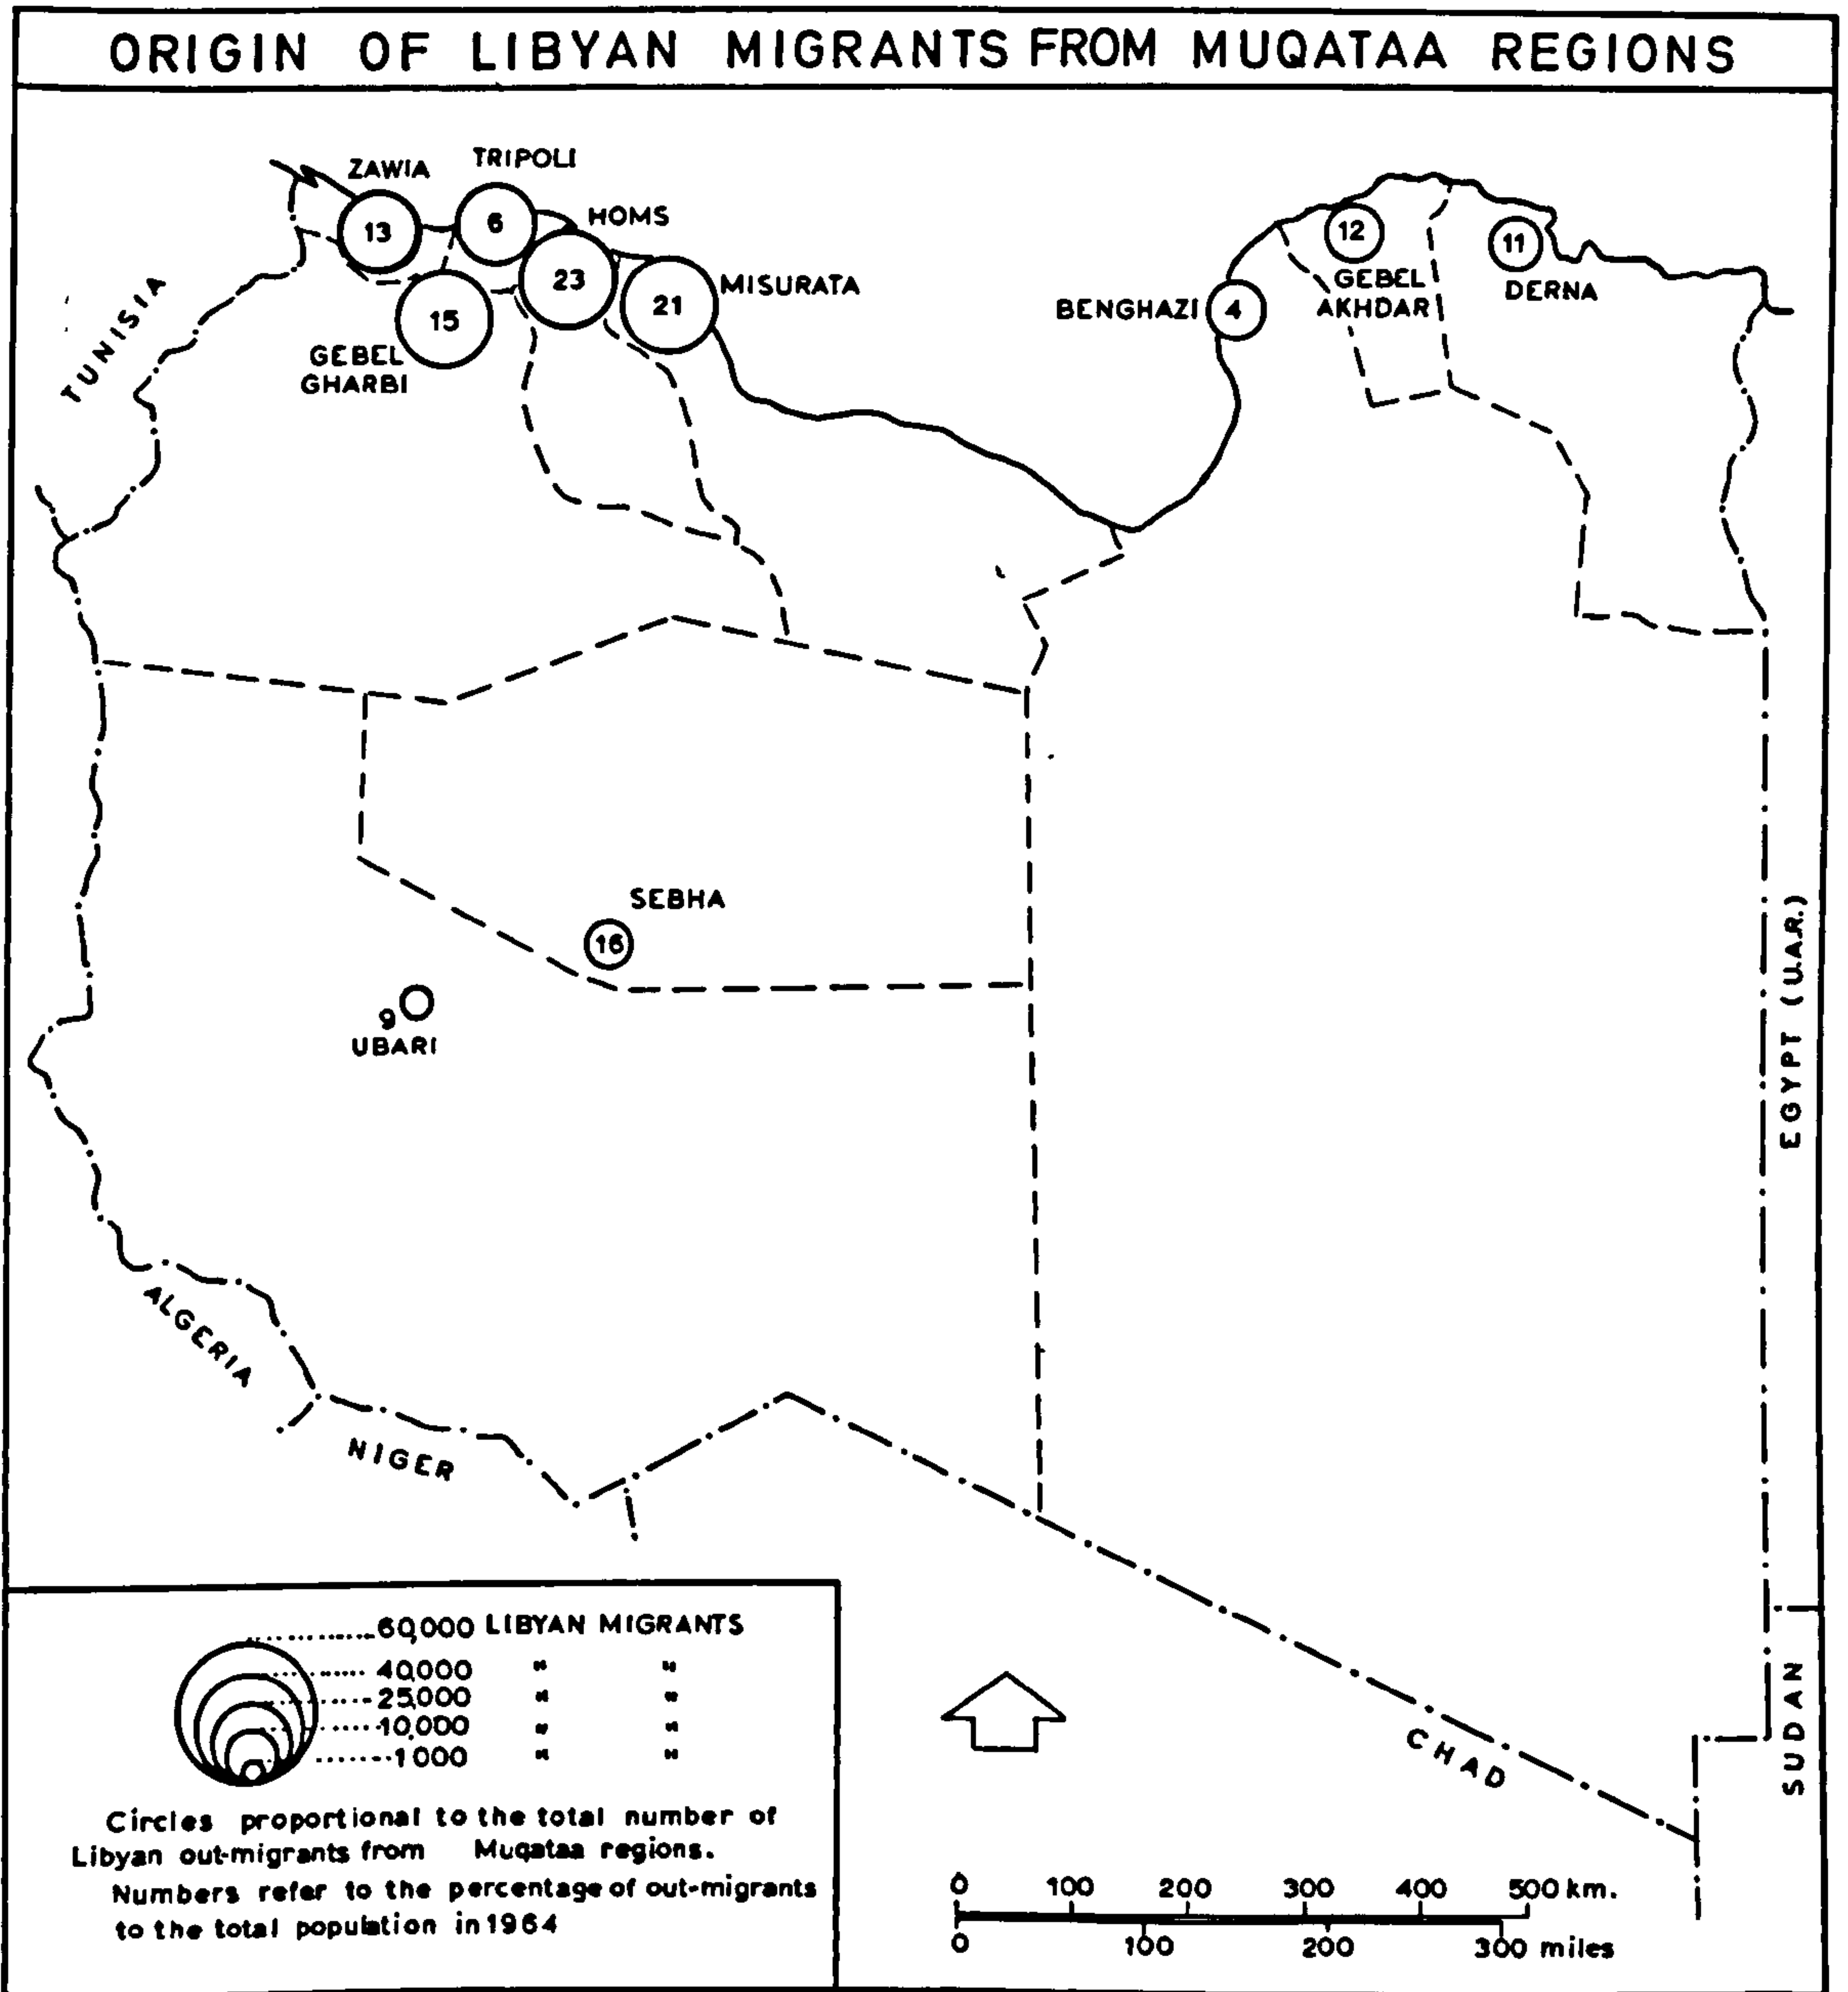 ORIGIN OF LIBYAN MIGRANTS FROM MUQATAA REGIONS
ZAWIA
TRIPOLI
HOMS
13
6
23
21
MISURATA
15
GEBEL
GHARBI
TUNISIA
12
11
GEBEL
AKHDAR
DERNA
BENGHAZI
4
SEBHA
16
9
UBARI
EGYPT (U.A.R.)
ALGERIA
NIGER
CHAD
SUDAN
60,000 LIBYAN MIGRANTS
40,000 " "
25,000 " "
10,000 " "
1,000 " "
Circles proportional to the total number of
Libyan out-migrants from Muqataa regions.
Numbers refer to the percentage of out-migrants
to the total population in 1964
0 100 200 300 400 500 km.
0 100 200 300 miles